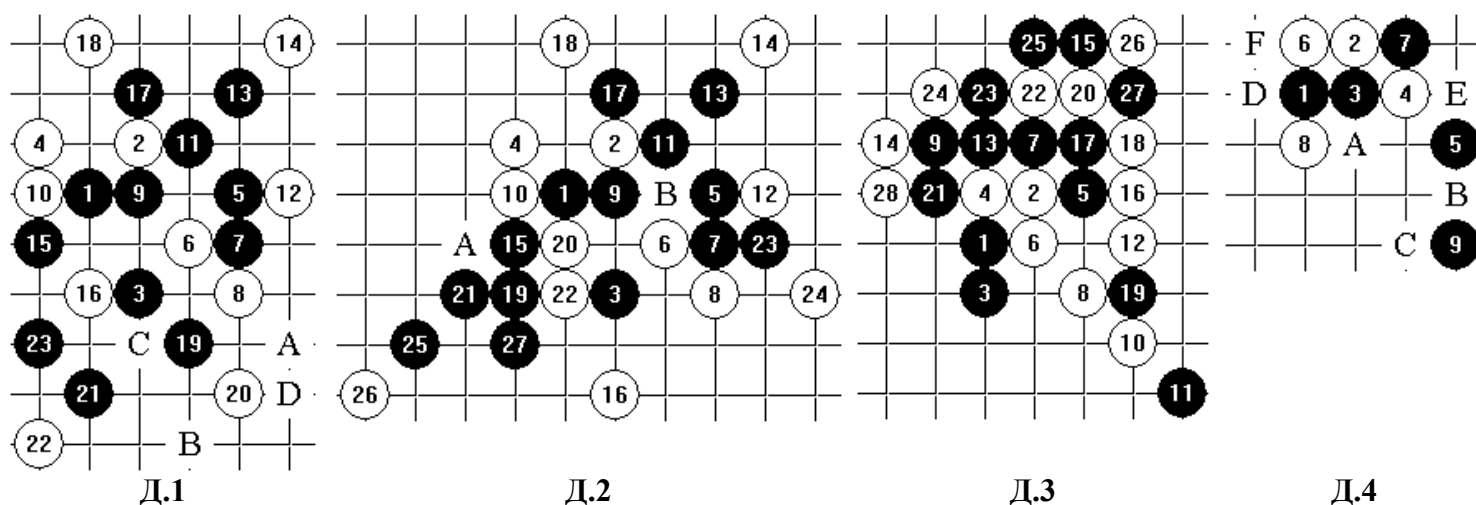 18 14 18 14 25 15 26 F 6 2 7
17 13 17 13 24 23 22 20 27 D 1 3 4 E
4 2 11 4 2 11 14 9 13 7 17 18 8 A 5
10 1 9 5 12 10 1 9 B 5 12 28 21 4 2 5 16 B
15 6 7 A 15 20 6 7 23 1 6 12 C 9
16 3 8 21 19 22 3 8 24 3 8 19
23 C 19 A 25 27 10
21 20 D 26 16 11
22 B
Д.1 Д.2 Д.3 Д.4